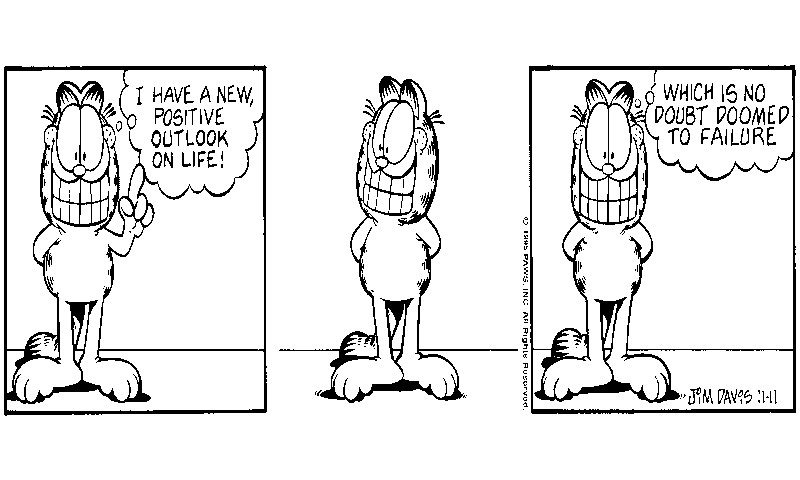 I HAVE A NEW,
POSITIVE
OUTLOOK
ON LIFE!
© 1995 PAWS, INC. All Rights Reserved.
WHICH IS NO
DOUBT DOOMED
TO FAILURE
JIM DAVIS 11-11